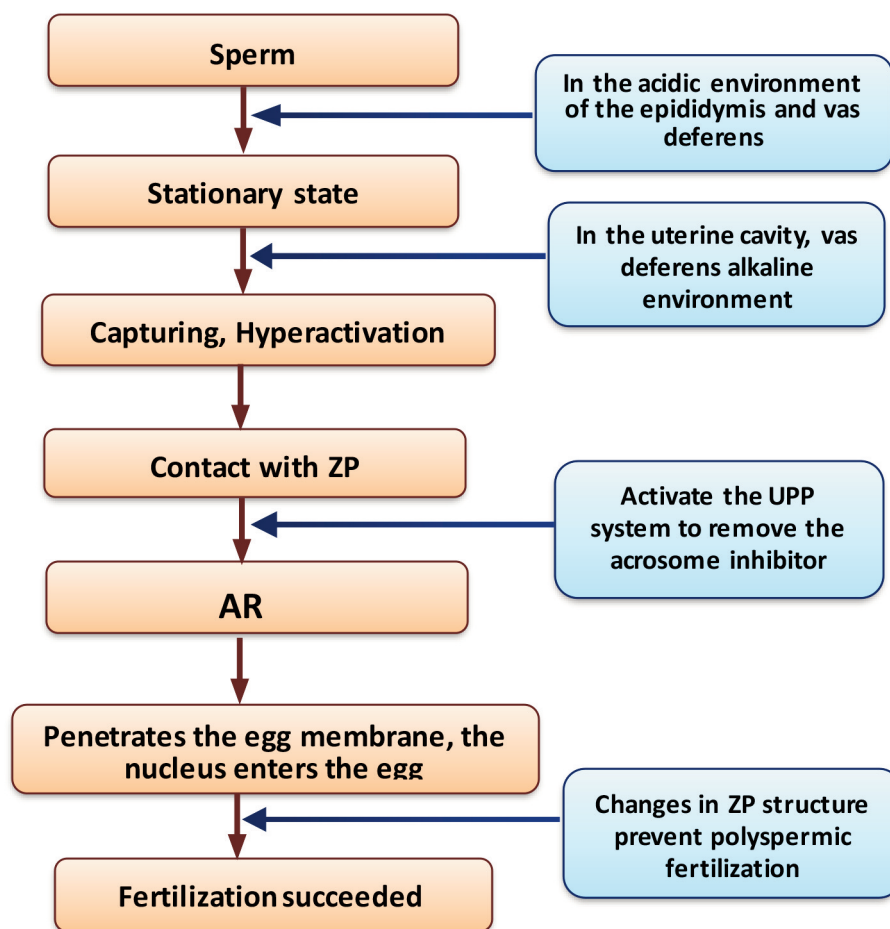 Sperm
In the acidic environment
of the epididymis and vas
deferens
Stationary state
In the uterine cavity, vas
deferens alkaline
environment
Capturing, Hyperactivation
Contact with ZP
Activate the UPP
system to remove the
acrosome inhibitor
AR
Penetrates the egg membrane, the
nucleus enters the egg
Changes in ZP structure
prevent polyspermic
fertilization
Fertilization succeeded